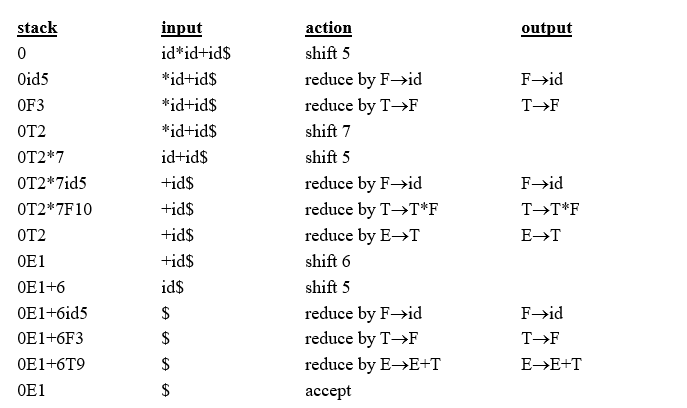 stack input action output
0 id*id+id$ shift 5
0id5 *id+id$ reduce by F→id F→id
0F3 *id+id$ reduce by T→F T→F
0T2 *id+id$ shift 7
0T2*7 id+id$ shift 5
0T2*7id5 +id$ reduce by F→id F→id
0T2*7F10 +id$ reduce by T→T*F T→T*F
0T2 +id$ reduce by E→T E→T
0E1 +id$ shift 6
0E1+6 id$ shift 5
0E1+6id5 $ reduce by F→id F→id
0E1+6F3 $ reduce by T→F T→F
0E1+6T9 $ reduce by E→E+T E→E+T
0E1 $ accept